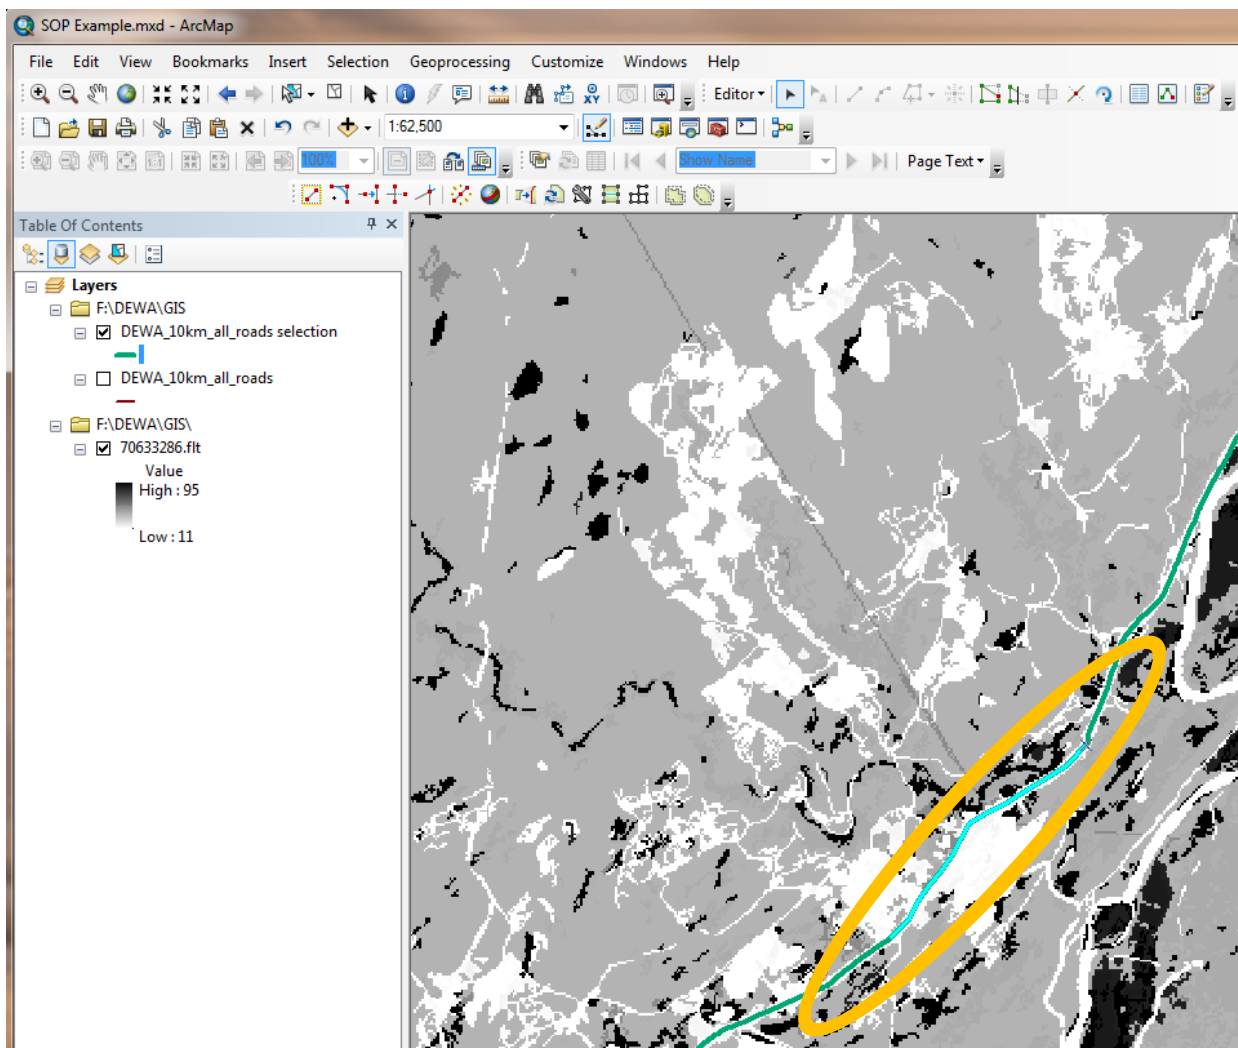 SOP Example.mxd - ArcMap
File Edit View Bookmarks Insert Selection Geoprocessing Customize Windows Help
Editor
1:62,500
100% Show Name Page Text
Table Of Contents
Layers
F:\DEWA\GIS
DEWA_10km_all_roads selection
DEWA_10km_all_roads
F:\DEWA\GIS\
70633286.flt
Value
High : 95
Low : 11